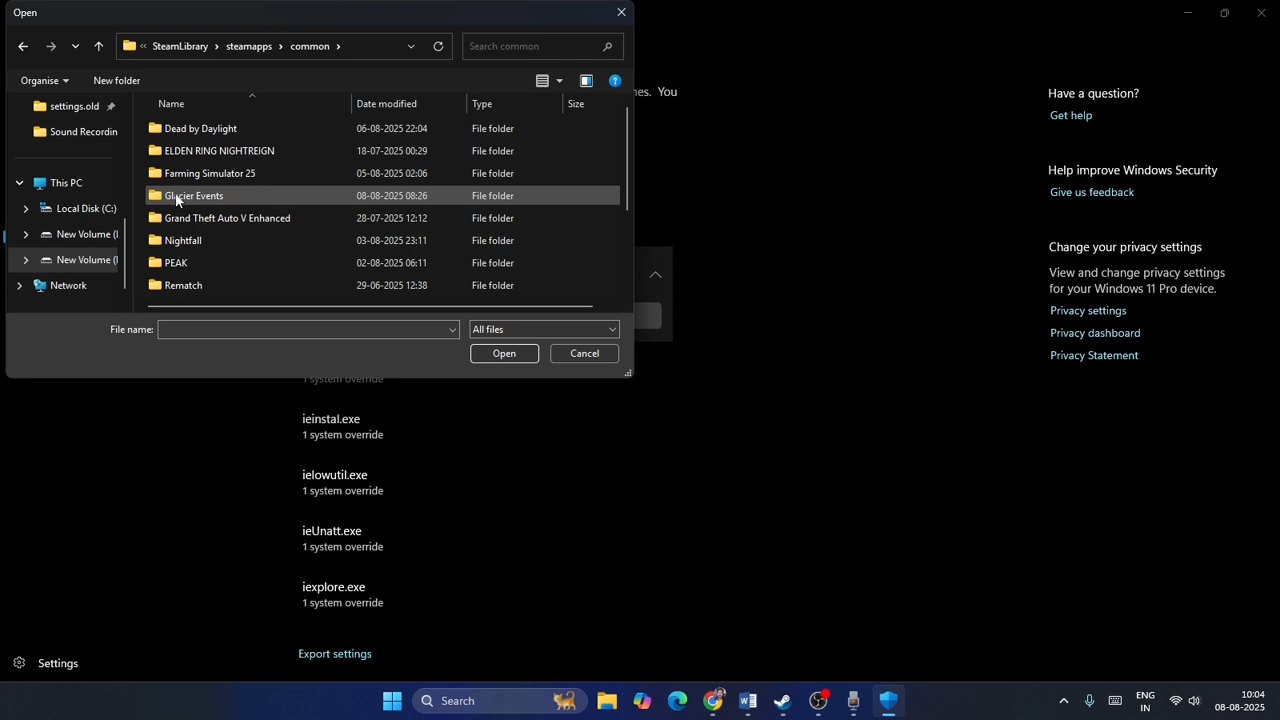 Open
SteamLibrary > steamapps > common >
Search common
Organise
New folder
Name
Date modified
Type
Size
settings.old
Sound Recordin
This PC
Local Disk (C:)
New Volume (
New Volume (
Network
Dead by Daylight 06-08-2025 22:04 File folder
ELDEN RING NIGHTREIGN 18-07-2025 00:29 File folder
Farming Simulator 25 05-08-2025 02:06 File folder
Glacier Events 08-08-2025 08:26 File folder
Grand Theft Auto V Enhanced 28-07-2025 12:12 File folder
Nightfall 03-08-2025 23:11 File folder
PEAK 02-08-2025 06:11 File folder
Rematch 29-06-2025 12:38 File folder
File name:
All files
Open
Cancel
nes. You
1 system override
ieinstal.exe
1 system override
ielowutil.exe
1 system override
ieUnatt.exe
1 system override
iexplore.exe
1 system override
Export settings
Settings
Have a question?
Get help
Help improve Windows Security
Give us feedback
Change your privacy settings
View and change privacy settings
for your Windows 11 Pro device.
Privacy settings
Privacy dashboard
Privacy Statement
Search
ENG
IN
10:04
08-08-2025